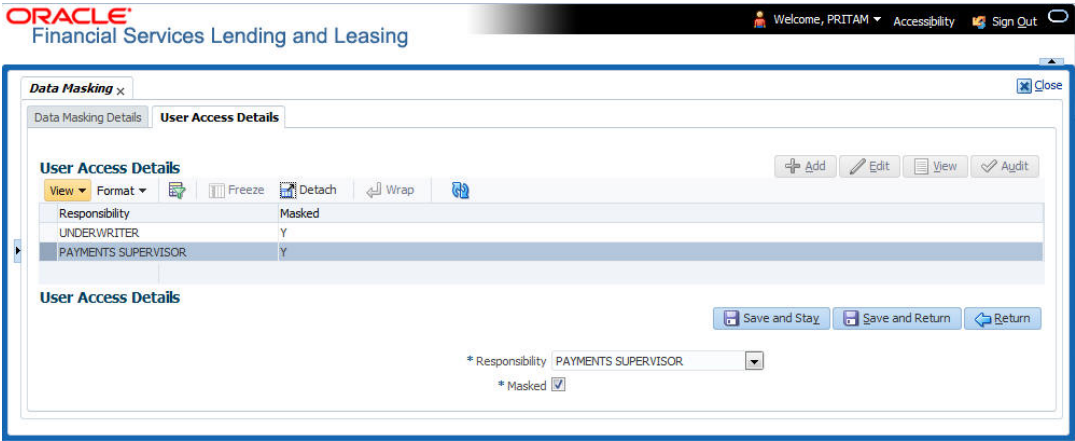 ORACLE
Financial Services Lending and Leasing
Welcome, PRITAM Accessibility Sign Out
Data Masking x Close
Data Masking Details User Access Details
User Access Details Add Edit View Audit
View Format Freeze Detach Wrap
Responsibility Masked
UNDERWRITER Y
PAYMENTS SUPERVISOR Y
User Access Details
Save and Stay Save and Return Return
* Responsibility PAYMENTS SUPERVISOR
* Masked